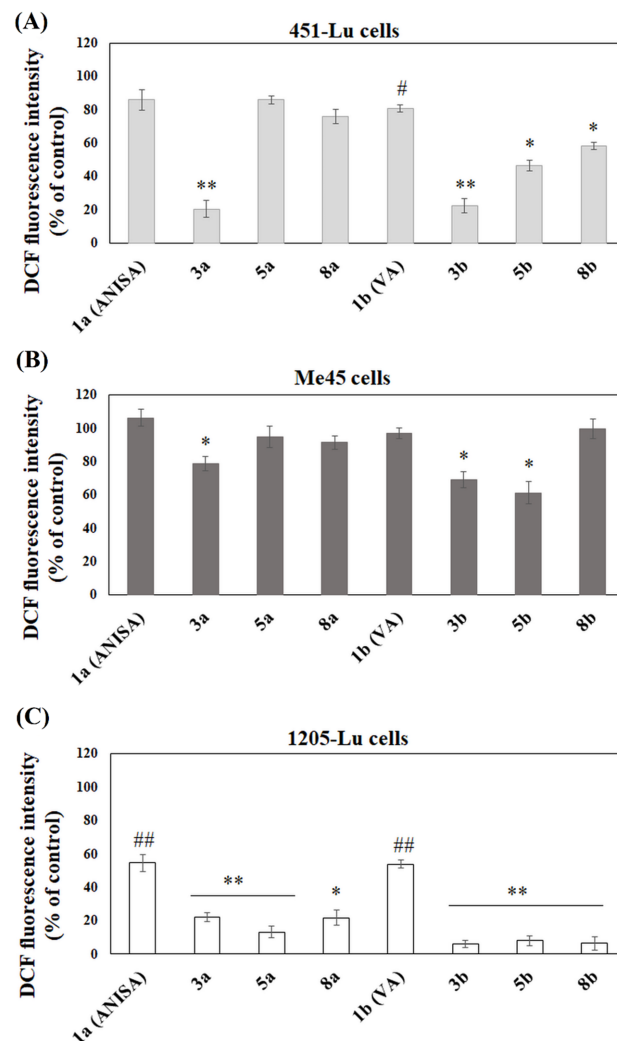 (A)
451-Lu cells
DCF fluorescence intensity
(% of control)
120
100
80
60
40
20
0
**
#
**
*
*
1a (ANISA)
3a
5a
8a
1b (VA)
3b
5b
8b
(B)
Me45 cells
DCF fluorescence intensity
(% of control)
120
100
80
60
40
20
0
*
*
*
1a (ANISA)
3a
5a
8a
1b (VA)
3b
5b
8b
(C)
1205-Lu cells
DCF fluorescence intensity
(% of control)
120
100
80
60
40
20
0
##
**
*
##
**
1a (ANISA)
3a
5a
8a
1b (VA)
3b
5b
8b